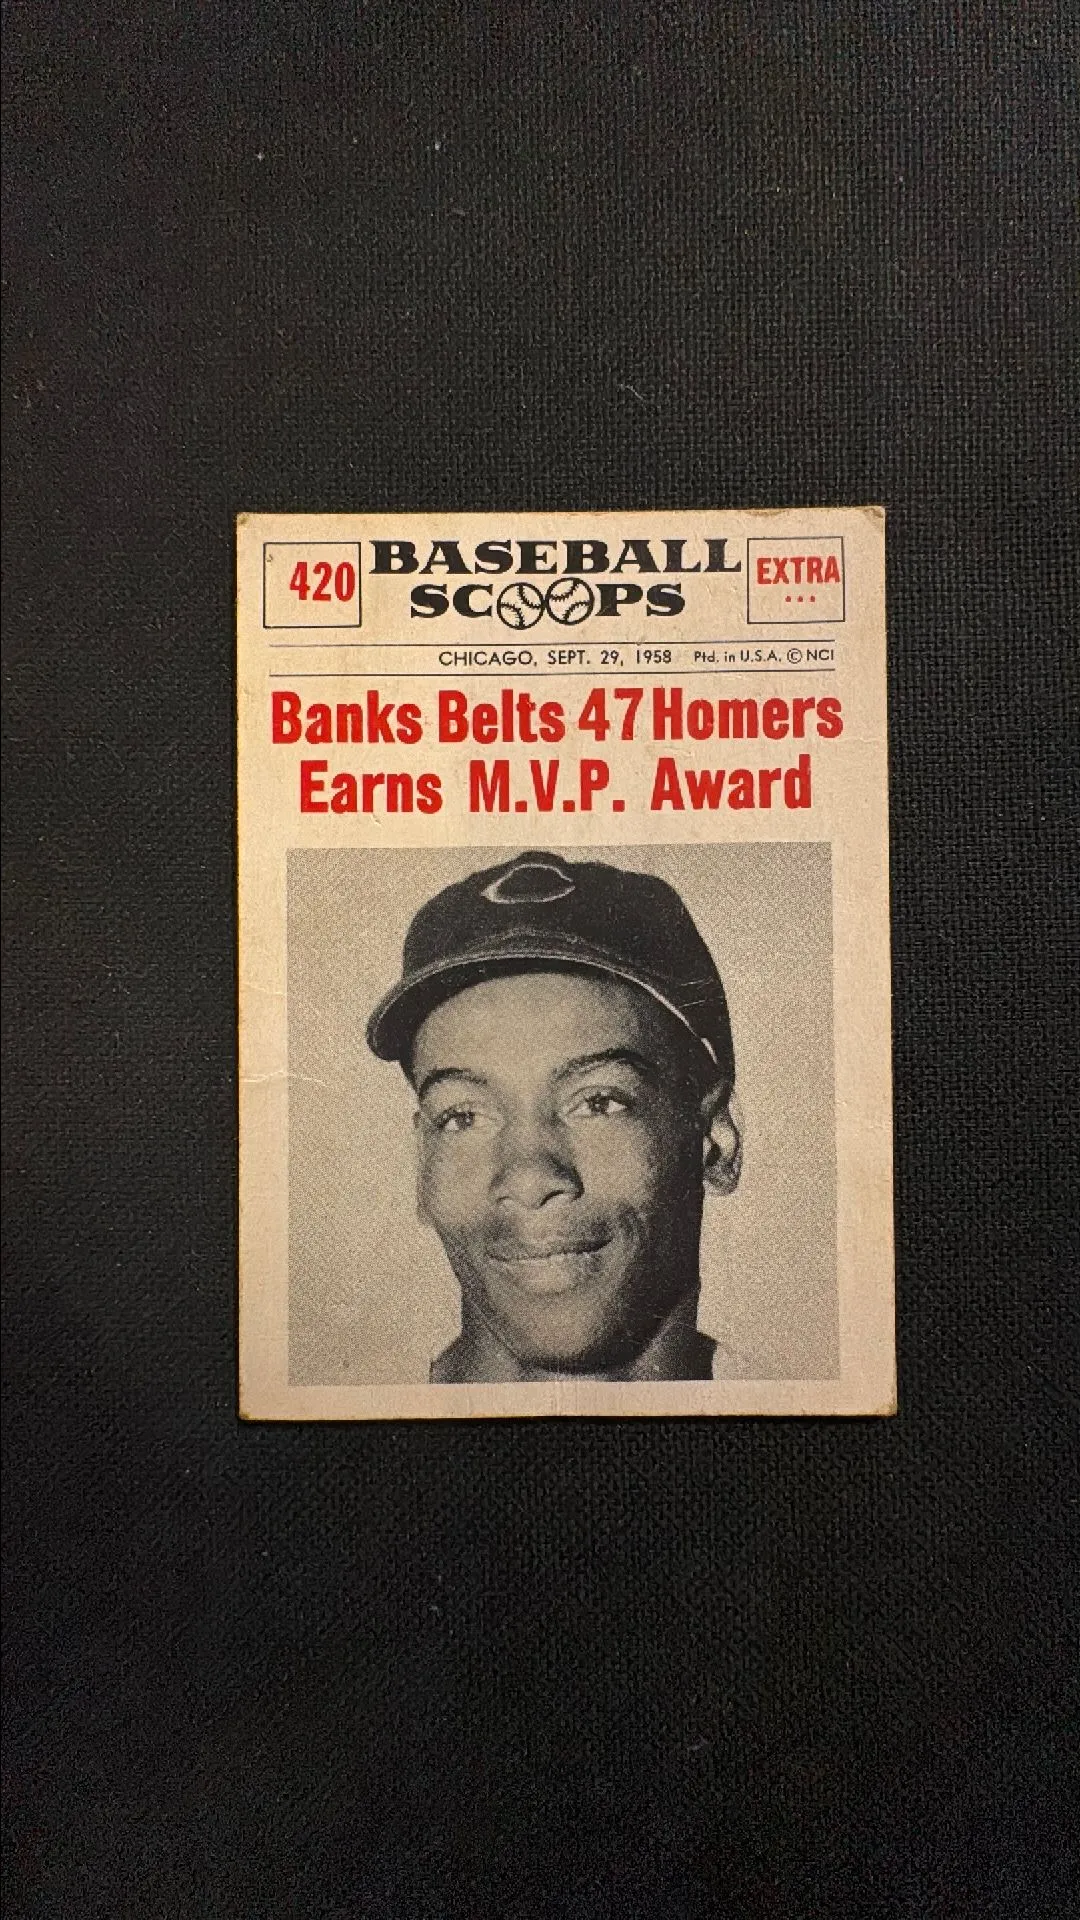 420
BASEBALL
SCOOPS
EXTRA
...
CHICAGO, SEPT. 29, 1958 Ptd. in U.S.A. © NCI
Banks Belts 47 Homers
Earns M.V.P. Award
C